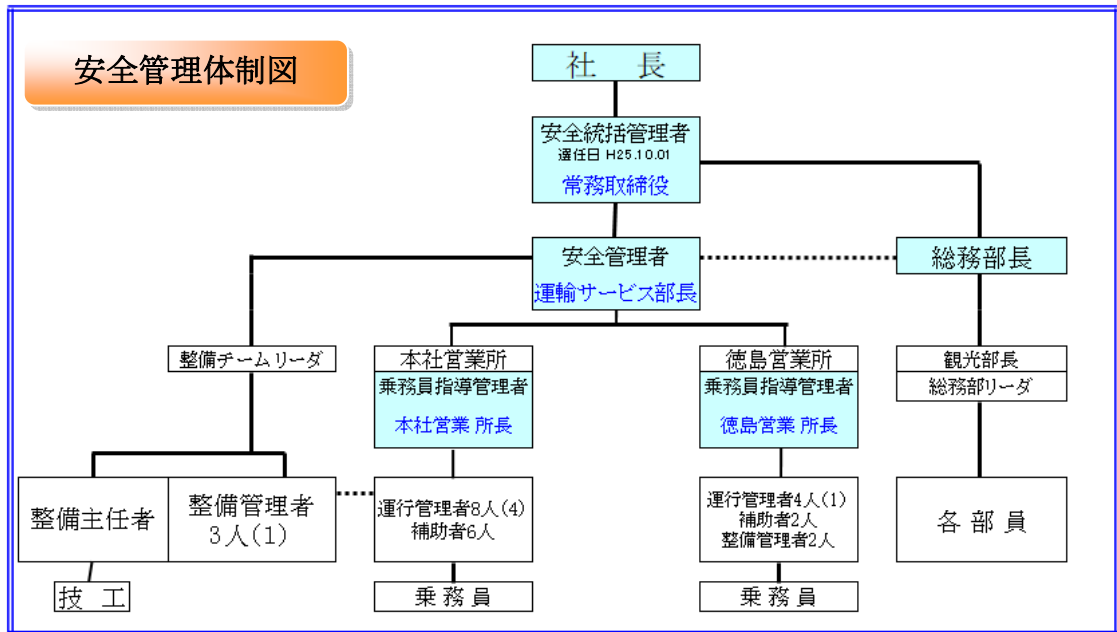 安全管理体制図
社 長
安全統括管理者
選任日 H25.10.01
常務取締役
安全管理者
運輸サービス部長
総務部長
整備チームリーダ
本社営業所
乗務員指導管理者
本社営業 所長
徳島営業所
乗務員指導管理者
徳島営業 所長
観光部長
総務部リーダ
整備主任者
整備管理者
3人(1)
運行管理者8人(4)
補助者6人
運行管理者4人(1)
補助者2人
整備管理者2人
各 部 員
技 工
乗 務 員
乗 務 員